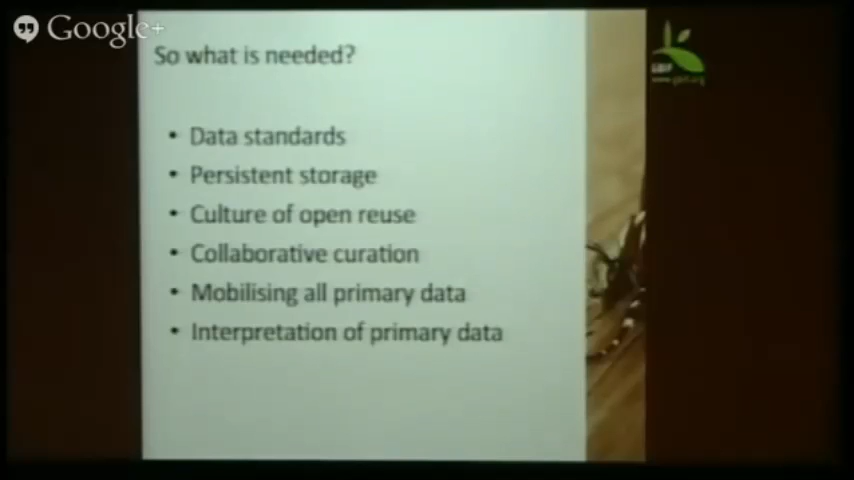 Google+
So what is needed?
• Data standards
• Persistent storage
• Culture of open reuse
• Collaborative curation
• Mobilising all primary data
• Interpretation of primary data